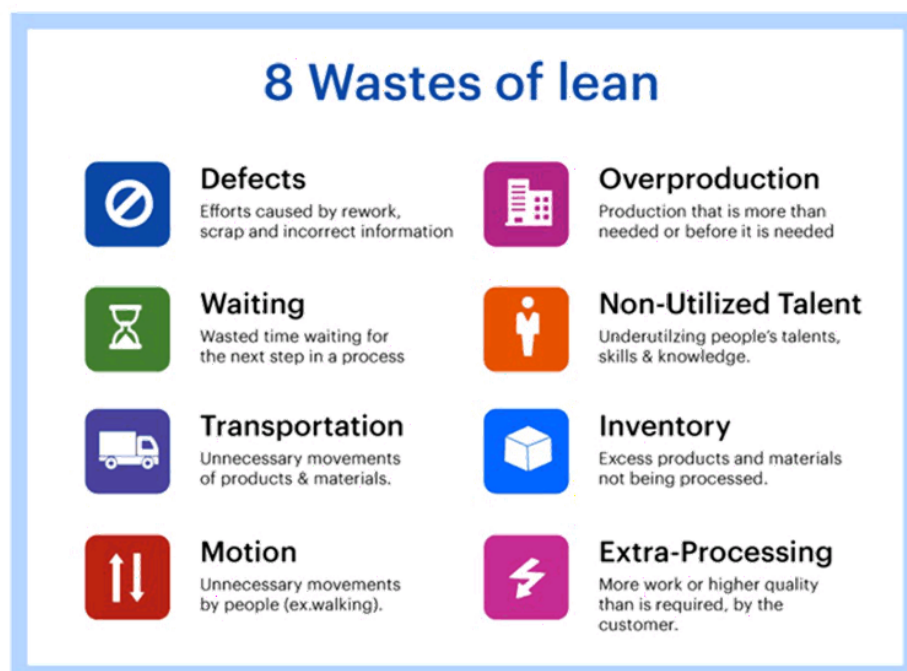 8 Wastes of lean
Defects
Efforts caused by rework,
scrap and incorrect information
Overproduction
Production that is more than
needed or before it is needed
Waiting
Wasted time waiting for
the next step in a process
Non-Utilized Talent
Underutilzing people's talents,
skills & knowledge.
Transportation
Unnecessary movements
of products & materials.
Inventory
Excess products and materials
not being processed.
Motion
Unnecessary movements
by people (ex.walking).
Extra-Processing
More work or higher quality
than is required, by the
customer.